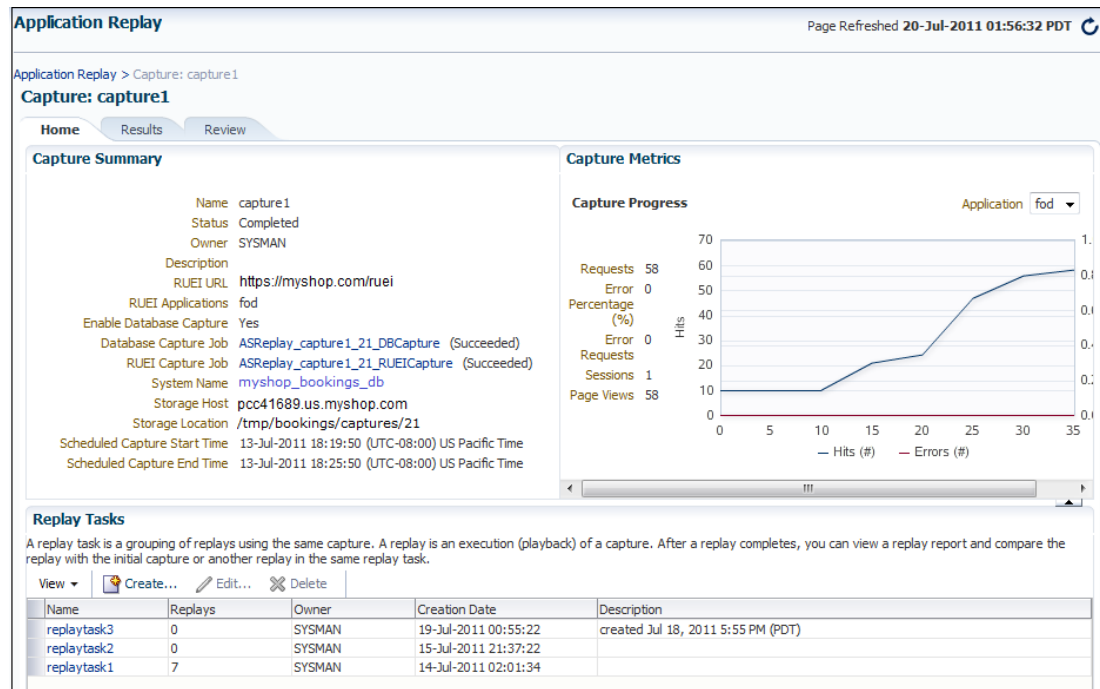 Application Replay
Page Refreshed 20-Jul-2011 01:56:32 PDT
Application Replay > Capture: capture1
Capture: capture1
Home Results Review
Capture Summary
Name capture1
Status Completed
Owner SYSMAN
Description
RUEI URL https://myshop.com/ruei
RUEI Applications fod
Enable Database Capture Yes
Database Capture Job ASReplay_capture1_21_DBCapture (Succeeded)
RUEI Capture Job ASReplay_capture1_21_RUEICapture (Succeeded)
System Name myshop_bookings_db
Storage Host pcc41689.us.myshop.com
Storage Location /tmp/bookings/captures/21
Scheduled Capture Start Time 13-Jul-2011 18:19:50 (UTC-08:00) US Pacific Time
Scheduled Capture End Time 13-Jul-2011 18:25:50 (UTC-08:00) US Pacific Time
Capture Metrics
Capture Progress
Application fod
Requests 58
Error 0
Percentage
(%)
Error 0
Requests
Sessions 1
Page Views 58
Hits
70
60
50
40
30
20
10
0
0 5 10 15 20 25 30 35
1.
0.8
0.
0.
0.
0.
Hits (#) Errors (#)
Replay Tasks
A replay task is a grouping of replays using the same capture. A replay is an execution (playback) of a capture. After a replay completes, you can view a replay report and compare the
replay with the initial capture or another replay in the same replay task.
View Create... Edit... Delete
Name Replays Owner Creation Date Description
replaytask3 0 SYSMAN 19-Jul-2011 00:55:22 created Jul 18, 2011 5:55 PM (PDT)
replaytask2 0 SYSMAN 15-Jul-2011 21:37:22
replaytask1 7 SYSMAN 14-Jul-2011 02:01:34